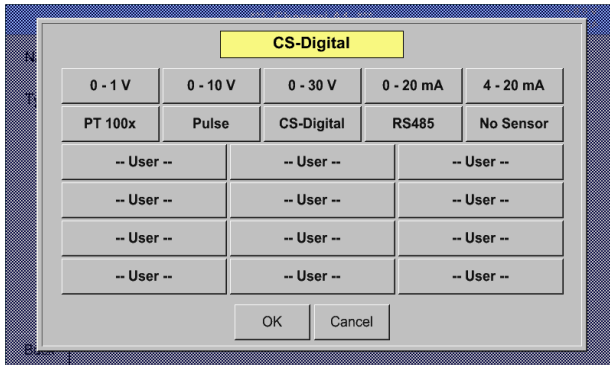 CS-Digital
0 - 1 V 0 - 10 V 0 - 30 V 0 - 20 mA 4 - 20 mA
PT 100x Pulse CS-Digital RS485 No Sensor
-- User -- -- User -- -- User --
-- User -- -- User -- -- User --
-- User -- -- User -- -- User --
-- User -- -- User -- -- User --
OK Cancel